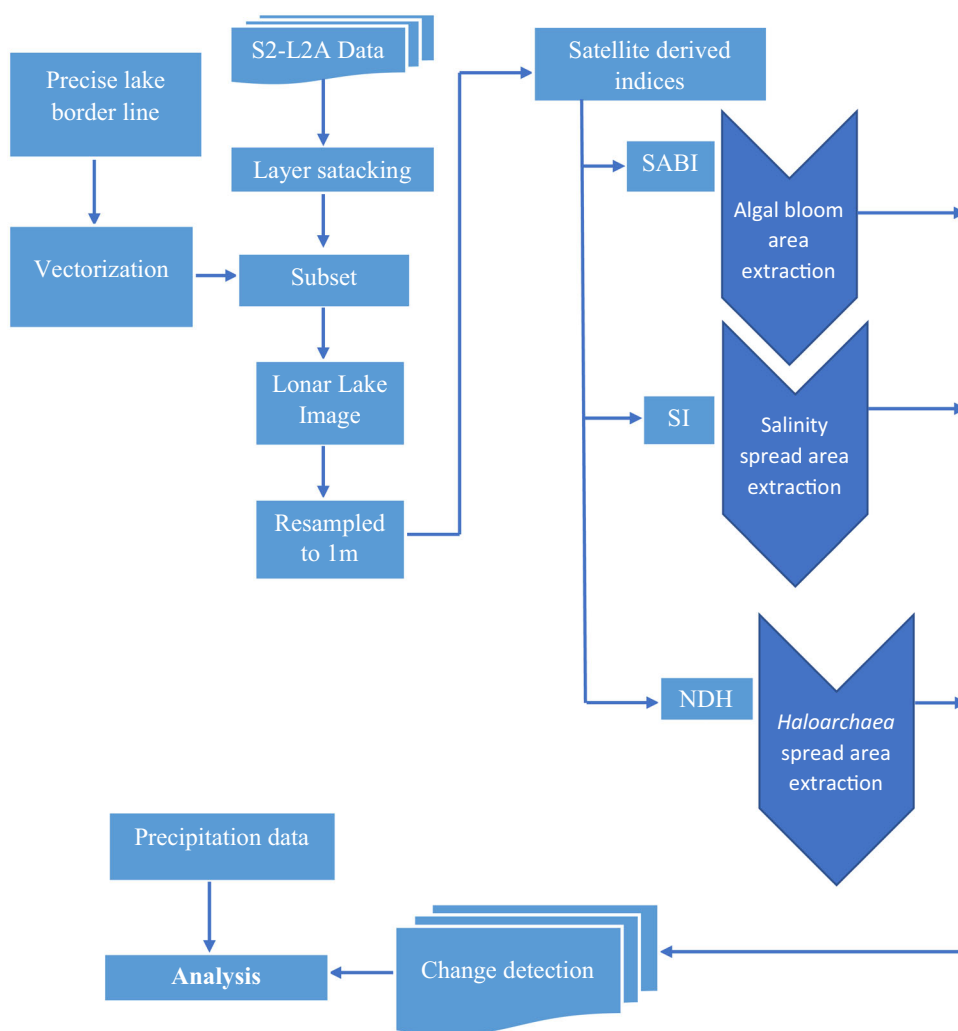 S2-L2A Data
Precise lake
border line
Layer satacking
Vectorization
Subset
Lonar Lake
Image
Resampled
to 1m
Satellite derived
indices
SABI
Algal bloom
area
extraction
SI
Salinity
spread area
extraction
NDH
Haloarchaea
spread area
extraction
Precipitation data
Analysis
Change detection